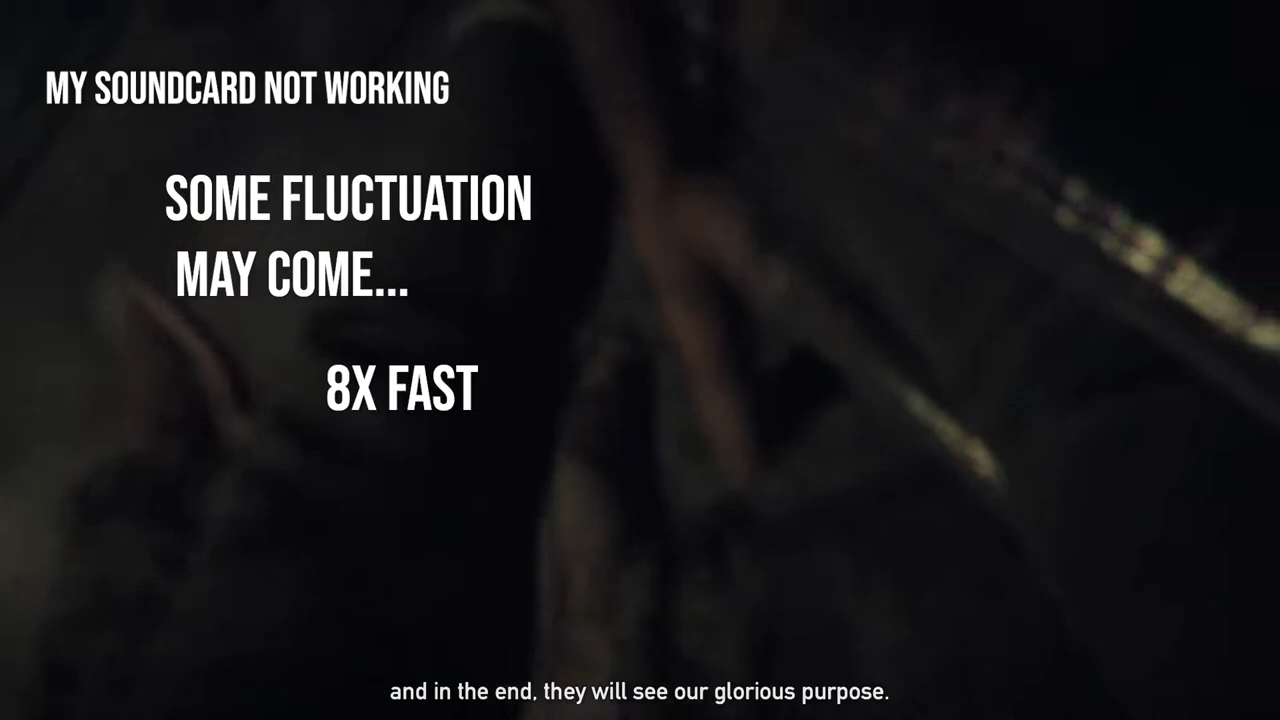 MY SOUNDCARD NOT WORKING
SOME FLUCTUATION
MAY COME...
8X FAST
and in the end, they will see our glorious purpose.